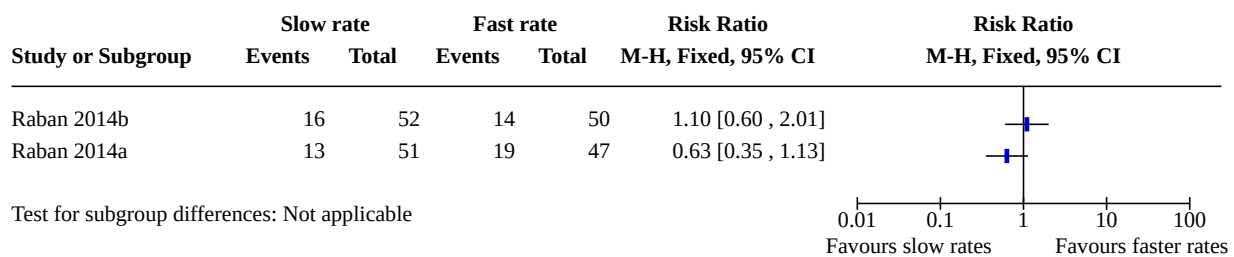 Slow rate Fast rate Risk Ratio Risk Ratio
Study or Subgroup Events Total Events Total M-H, Fixed, 95% CI M-H, Fixed, 95% CI
Raban 2014b 16 52 14 50 1.10 [0.60 , 2.01]
Raban 2014a 13 51 19 47 0.63 [0.35 , 1.13]
Test for subgroup differences: Not applicable
0.01 0.1 1 10 100
Favours slow rates Favours faster rates